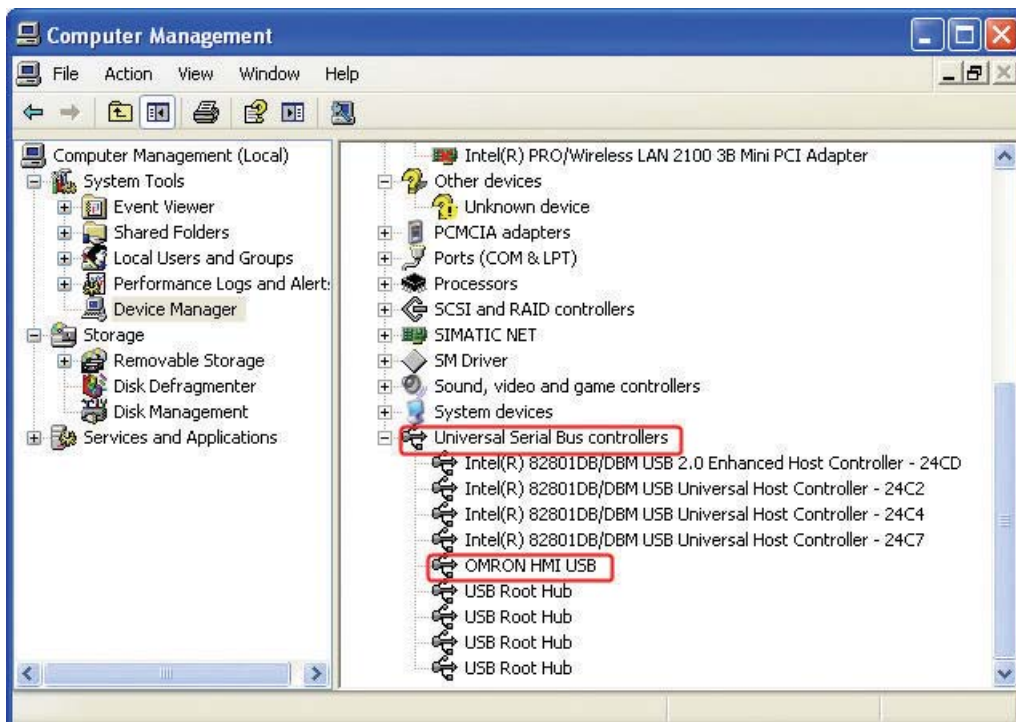 Computer Management
File Action View Window Help
Computer Management (Local)
System Tools
Event Viewer
Shared Folders
Local Users and Groups
Performance Logs and Alert:
Device Manager
Storage
Removable Storage
Disk Defragmenter
Disk Management
Services and Applications
Intel(R) PRO/Wireless LAN 2100 3B Mini PCI Adapter
Other devices
Unknown device
PCMCIA adapters
Ports (COM & LPT)
Processors
SCSI and RAID controllers
SIMATIC NET
SM Driver
Sound, video and game controllers
System devices
Universal Serial Bus controllers
Intel(R) 82801DB/DBM USB 2.0 Enhanced Host Controller - 24CD
Intel(R) 82801DB/DBM USB Universal Host Controller - 24C2
Intel(R) 82801DB/DBM USB Universal Host Controller - 24C4
Intel(R) 82801DB/DBM USB Universal Host Controller - 24C7
OMRON HMI USB
USB Root Hub
USB Root Hub
USB Root Hub
USB Root Hub